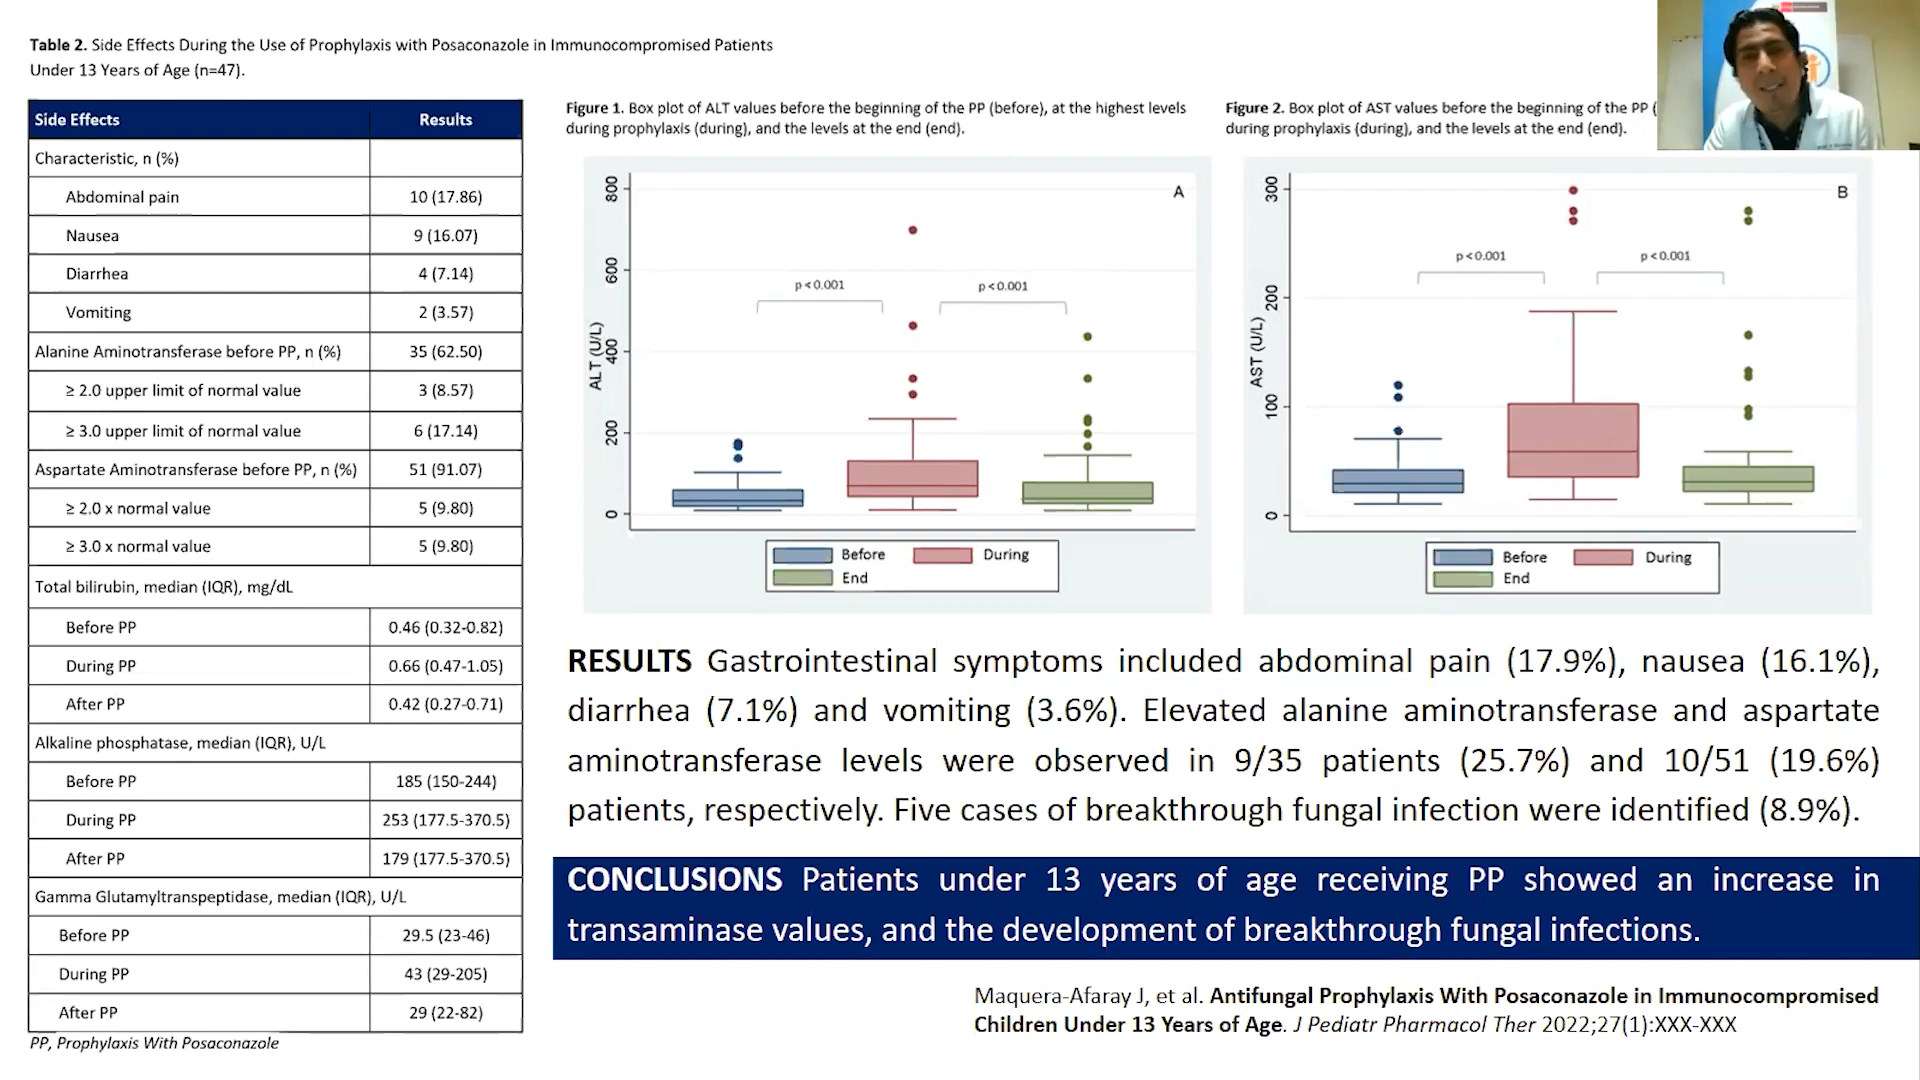 Table 2. Side Effects During the Use of Prophylaxis with Posaconazole in Immunocompromised Patients
Under 13 Years of Age (n=47).
Side Effects Results
Characteristic, n (%)
Abdominal pain 10 (17.86)
Nausea 9 (16.07)
Diarrhea 4 (7.14)
Vomiting 2 (3.57)
Alanine Aminotransferase before PP, n (%) 35 (62.50)
≥ 2.0 upper limit of normal value 3 (8.57)
≥ 3.0 upper limit of normal value 6 (17.14)
Aspartate Aminotransferase before PP, n (%) 51 (91.07)
≥ 2.0 x normal value 5 (9.80)
≥ 3.0 x normal value 5 (9.80)
Total bilirubin, median (IQR), mg/dL
Before PP 0.46 (0.32-0.82)
During PP 0.66 (0.47-1.05)
After PP 0.42 (0.27-0.71)
Alkaline phosphatase, median (IQR), U/L
Before PP 185 (150-244)
During PP 253 (177.5-370.5)
After PP 179 (177.5-370.5)
Gamma Glutamyltranspeptidase, median (IQR), U/L
Before PP 29.5 (23-46)
During PP 43 (29-205)
After PP 29 (22-82)
PP, Prophylaxis With Posaconazole
Figure 1. Box plot of ALT values before the beginning of the PP (before), at the highest levels
during prophylaxis (during), and the levels at the end (end).
A
800
600
400
200
0
ALT (U/L)
p < 0.001
p < 0.001
Before During
End
Figure 2. Box plot of AST values before the beginning of the PP (
during prophylaxis (during), and the levels at the end (end).
B
300
200
100
0
AST (U/L)
p < 0.001
p < 0.001
Before During
End
RESULTS Gastrointestinal symptoms included abdominal pain (17.9%), nausea (16.1%),
diarrhea (7.1%) and vomiting (3.6%). Elevated alanine aminotransferase and aspartate
aminotransferase levels were observed in 9/35 patients (25.7%) and 10/51 (19.6%)
patients, respectively. Five cases of breakthrough fungal infection were identified (8.9%).
CONCLUSIONS Patients under 13 years of age receiving PP showed an increase in
transaminase values, and the development of breakthrough fungal infections.
Maquera-Afaray J, et al. Antifungal Prophylaxis With Posaconazole in Immunocompromised
Children Under 13 Years of Age. J Pediatr Pharmacol Ther 2022;27(1):XXX-XXX